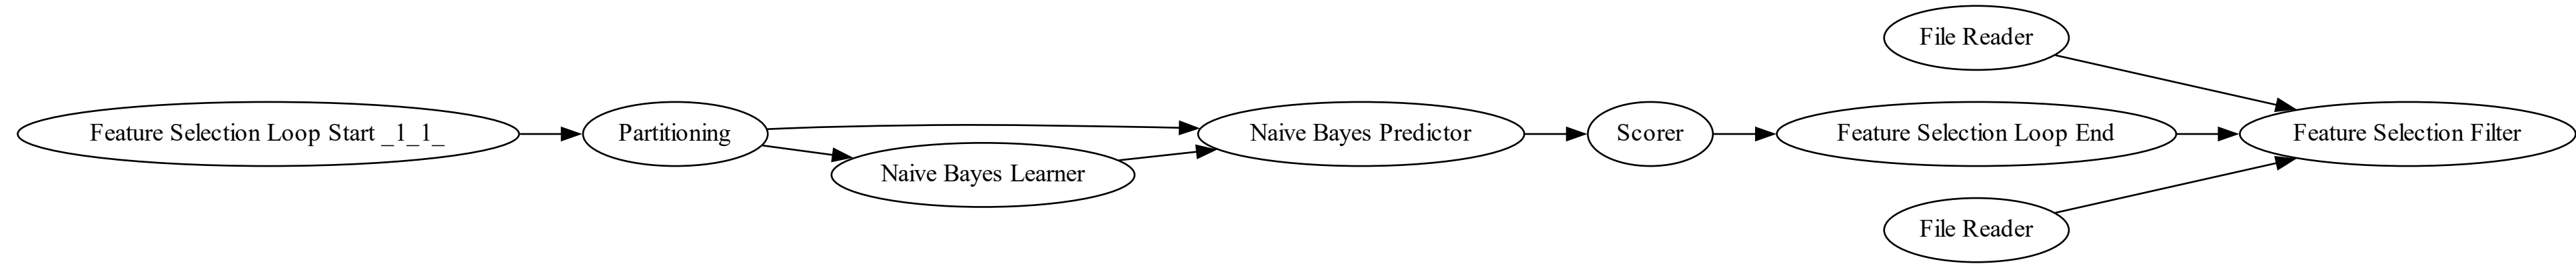 File Reader
Feature Selection Loop Start _1_1_
Partitioning
Naive Bayes Predictor
Scorer
Feature Selection Loop End
Feature Selection Filter
Naive Bayes Learner
File Reader